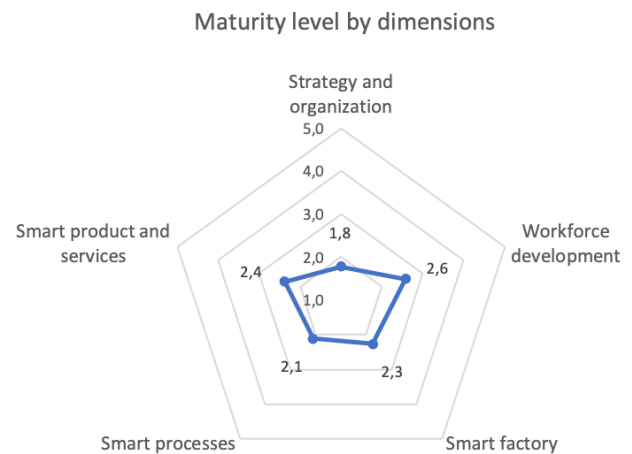 Maturity level by dimensions
Strategy and
organization
5,0
4,0
3,0
1,8
2,0
1,0
Smart product and
services
2,4
Workforce
development
2,6
2,1
2,3
Smart processes
Smart factory